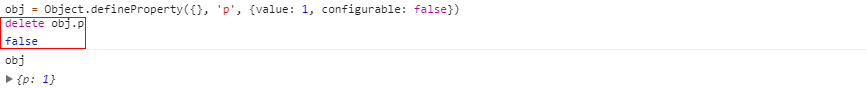 obj = Object.defineProperty({}, 'p', {value: 1, configurable: false})
delete obj.p
false
obj
▶{p: 1}